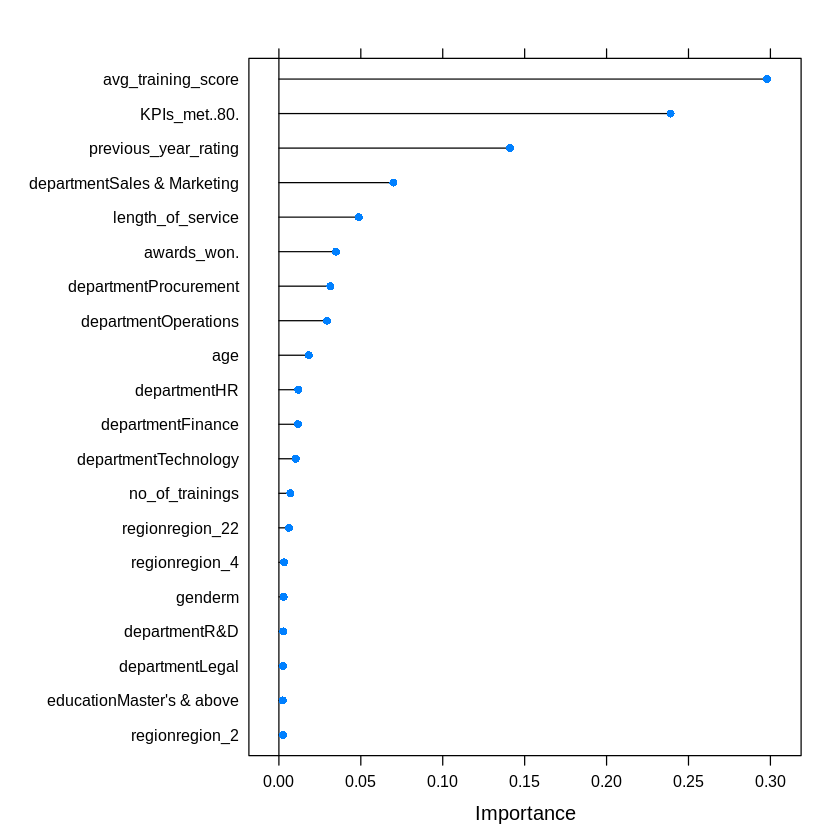 avg_training_score
KPIs_met..80.
previous_year_rating
departmentSales & Marketing
length_of_service
awards_won.
departmentProcurement
departmentOperations
age
departmentHR
departmentFinance
departmentTechnology
no_of_trainings
regionregion_22
regionregion_4
genderm
departmentR&D
departmentLegal
educationMaster's & above
regionregion_2
0.00 0.05 0.10 0.15 0.20 0.25 0.30
Importance